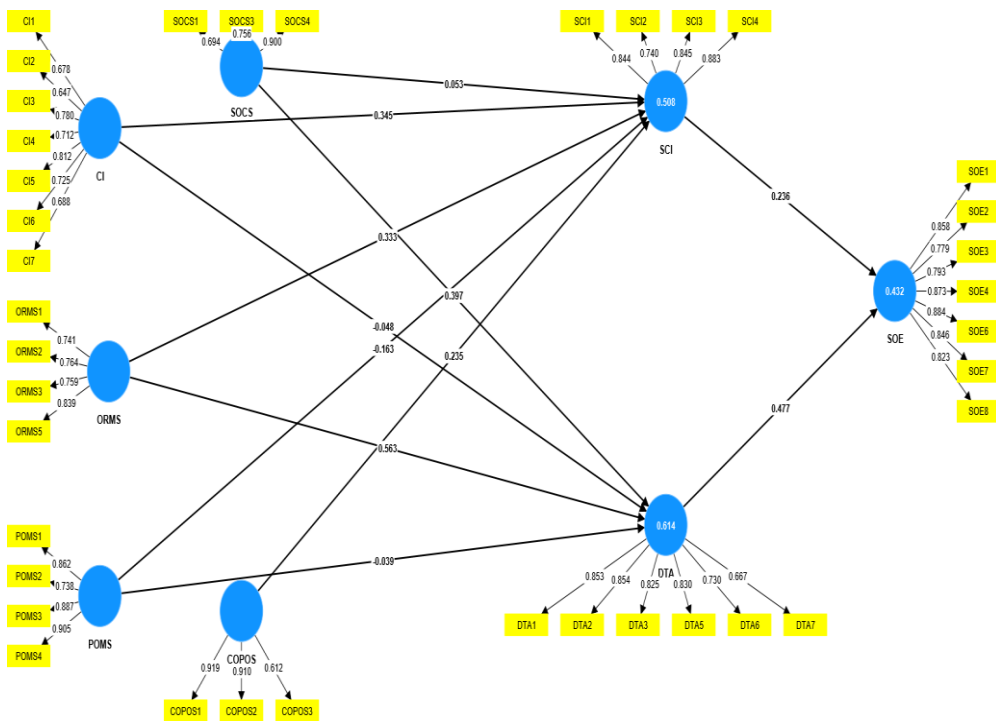 CI1
CI2
CI3
CI4
CI5
CI6
CI7
0.678
0.647
0.780
0.712
0.812
0.725
0.688
CI
SOCS1
SOCS3
SOCS4
0.694
0.756
0.900
SOCS
SCI1
SCI2
SCI3
SCI4
0.844
0.740
0.845
0.883
0.508
SCI
0.053
0.345
0.333
0.397
-0.048
-0.163
0.235
0.563
-0.039
0.236
0.477
ORMS1
ORMS2
ORMS3
ORMS5
0.741
0.764
0.759
0.839
ORMS
POMS1
POMS2
POMS3
POMS4
0.862
0.738
0.887
0.905
POMS
COPOS
0.919
0.910
0.612
COPOS1
COPOS2
COPOS3
0.614
DTA
0.853
0.854
0.825
0.830
0.730
0.667
DTA1
DTA2
DTA3
DTA5
DTA6
DTA7
0.432
SOE
0.858
0.779
0.793
0.873
0.884
0.846
0.823
SOE1
SOE2
SOE3
SOE4
SOE6
SOE7
SOE8